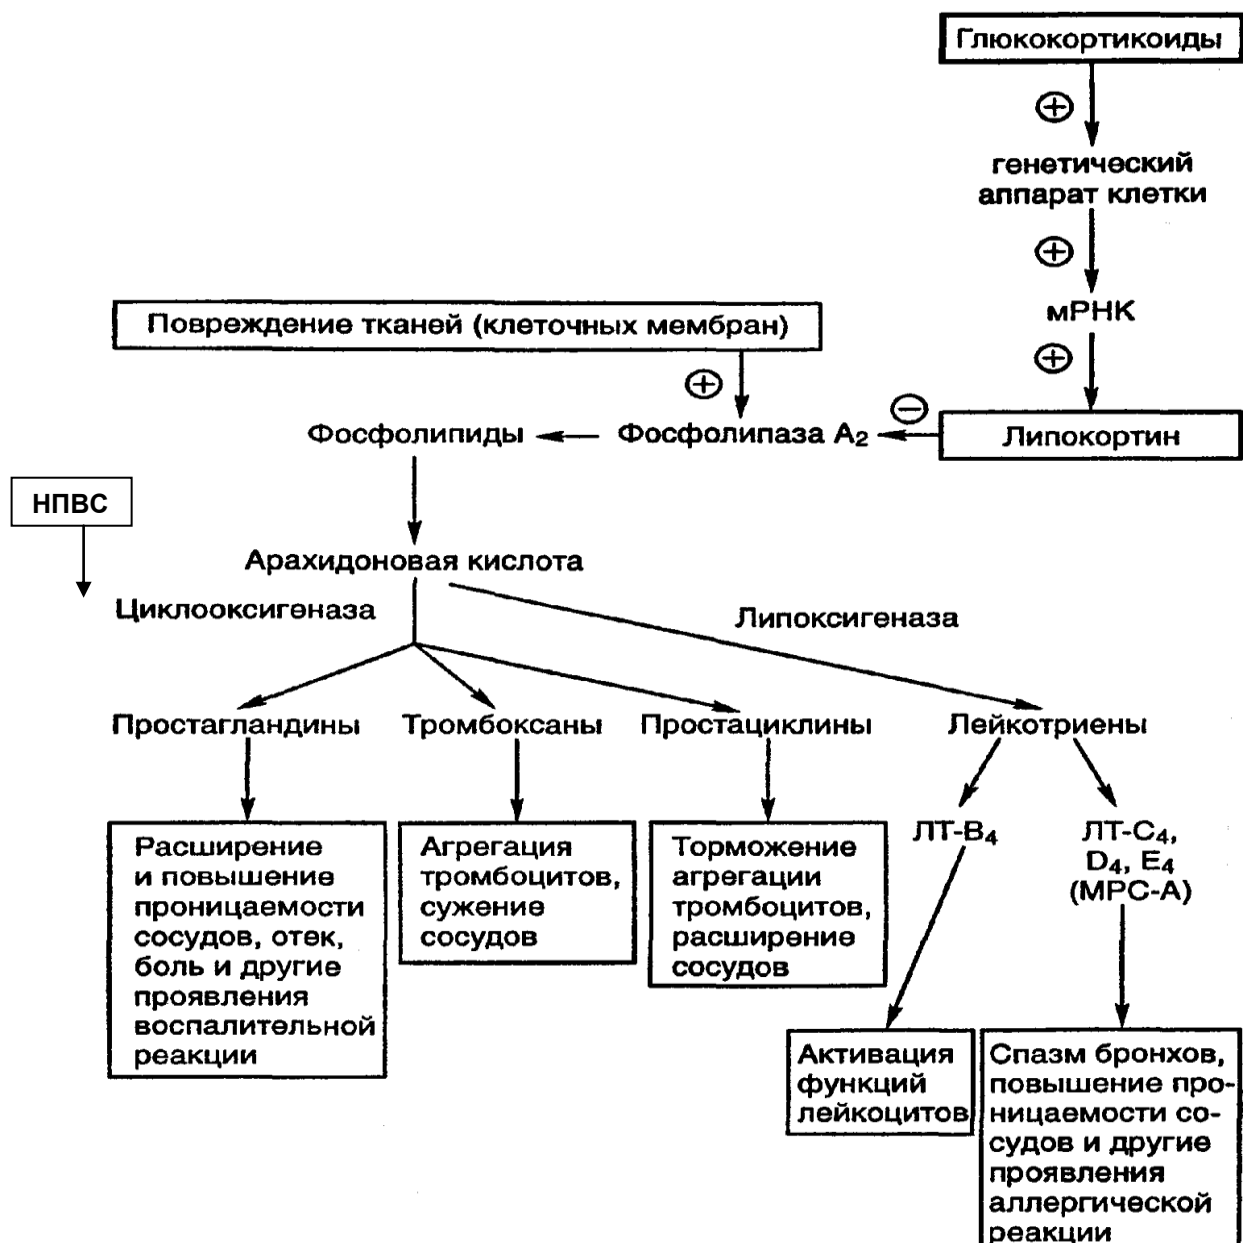 Глюкокортикоиды
+
генетический
аппарат клетки
+
мРНК
+
Повреждение тканей (клеточных мембран)
+
−
Фосфолипиды
Фосфолипаза А2
Липокортин
НПВС
Арахидоновая кислота
Циклооксигеназа
Липоксигеназа
Простагландины
Тромбоксаны
Простациклины
Лейкотриены
Расширение
и повышение
проницаемости
сосудов, отек,
боль и другие
проявления
воспалительной
реакции
Агрегация
тромбоцитов,
сужение
сосудов
Торможение
агрегации
тромбоцитов,
расширение
сосудов
ЛТ-В4
ЛТ-С4,
D4, E4
(МРС-А)
Активация
функций
лейкоцитов
Спазм бронхов,
повышение про-
ницаемости со-
судов и другие
проявления
аллергической
реакции